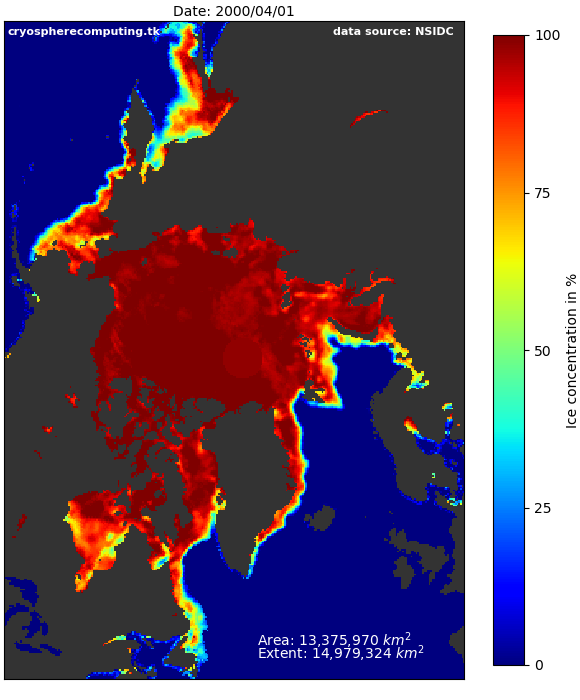 Date: 2000/04/01
cryospherecomputing.tk
data source: NSIDC
100
75
50
25
0
Ice concentration in %
Area: 13,375,970 km²
Extent: 14,979,324 km²